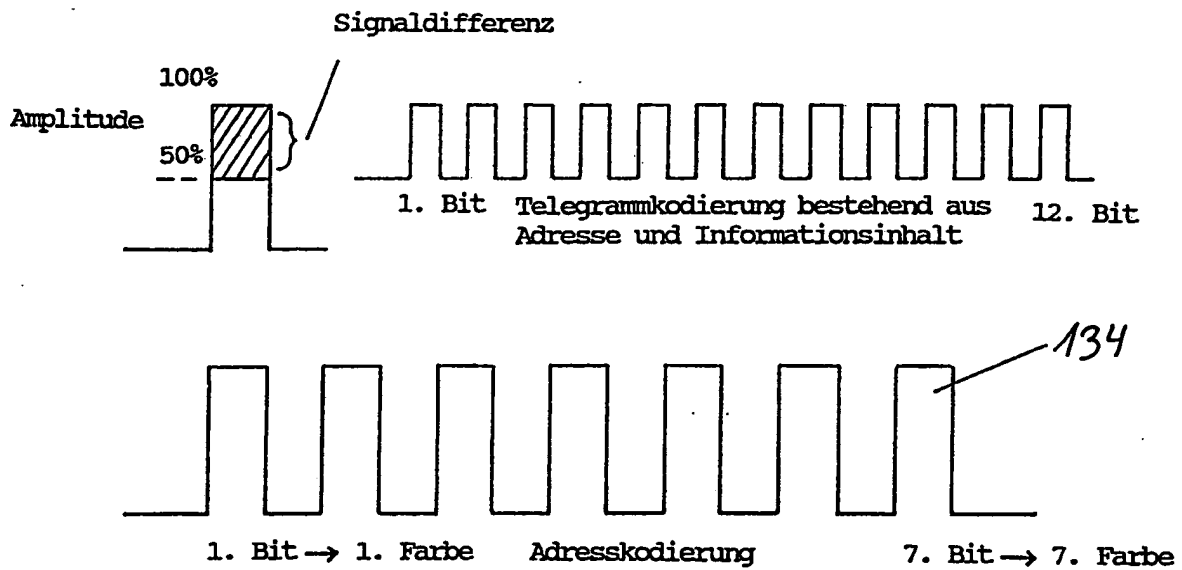 Signaldifferenz
100%
Amplitude
50%
1. Bit Telegrammkodierung bestehend aus 12. Bit
Adresse und Informationsinhalt
134
1. Bit → 1. Farbe Adresskodierung 7. Bit → 7. Farbe